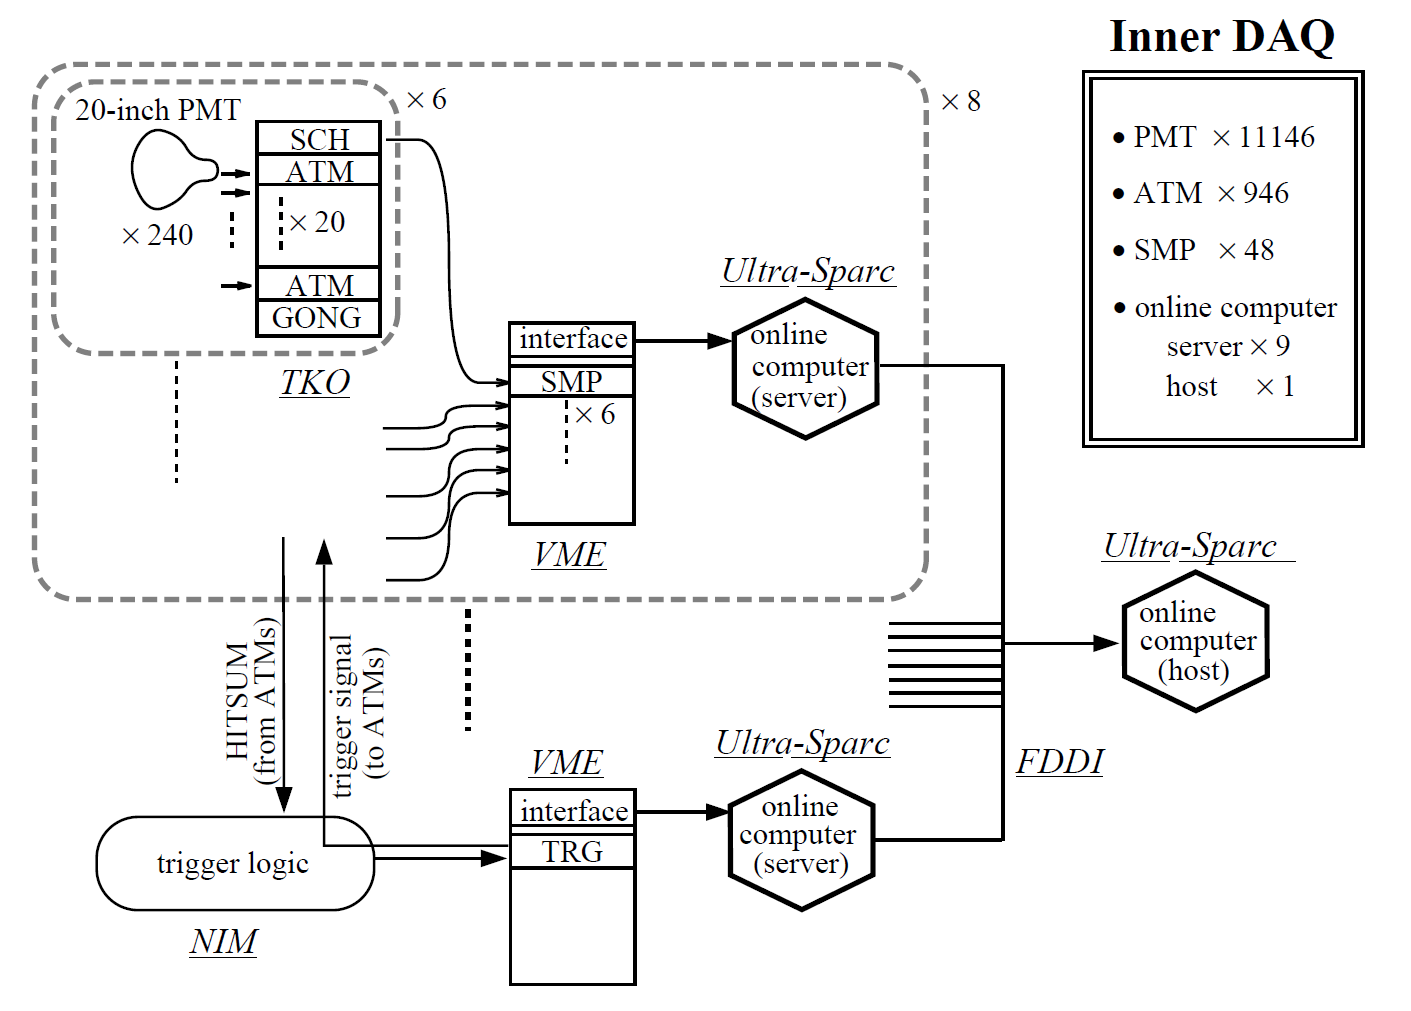 Inner DAQ
• PMT × 11146
• ATM × 946
• SMP × 48
• online computer
server × 9
host × 1
× 6
× 8
20-inch PMT
× 240
SCH
ATM
× 20
ATM
GONG
TKO
interface
SMP
× 6
VME
Ultra-Sparc
online
computer
(server)
HITSUM
(from ATMs)
trigger signal
(to ATMs)
trigger logic
NIM
VME
interface
TRG
Ultra-Sparc
online
computer
(server)
FDDI
Ultra-Sparc
online
computer
(host)